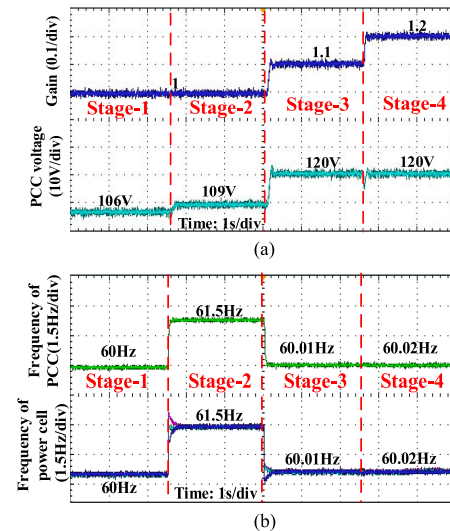 Gain (0.1/div)
1
1.1
1.2
Stage-1 Stage-2 Stage-3 Stage-4
PCC voltage
(10V/div)
106V
109V
120V
120V
Time: 1s/div
(a)
Frequency of
PCC(1.5Hz/div)
60Hz
61.5Hz
60.01Hz
60.02Hz
Stage-1 Stage-2 Stage-3 Stage-4
Frequency of
power cell
(1.5Hz/div)
60Hz
61.5Hz
60.01Hz
60.02Hz
Time: 1s/div
(b)